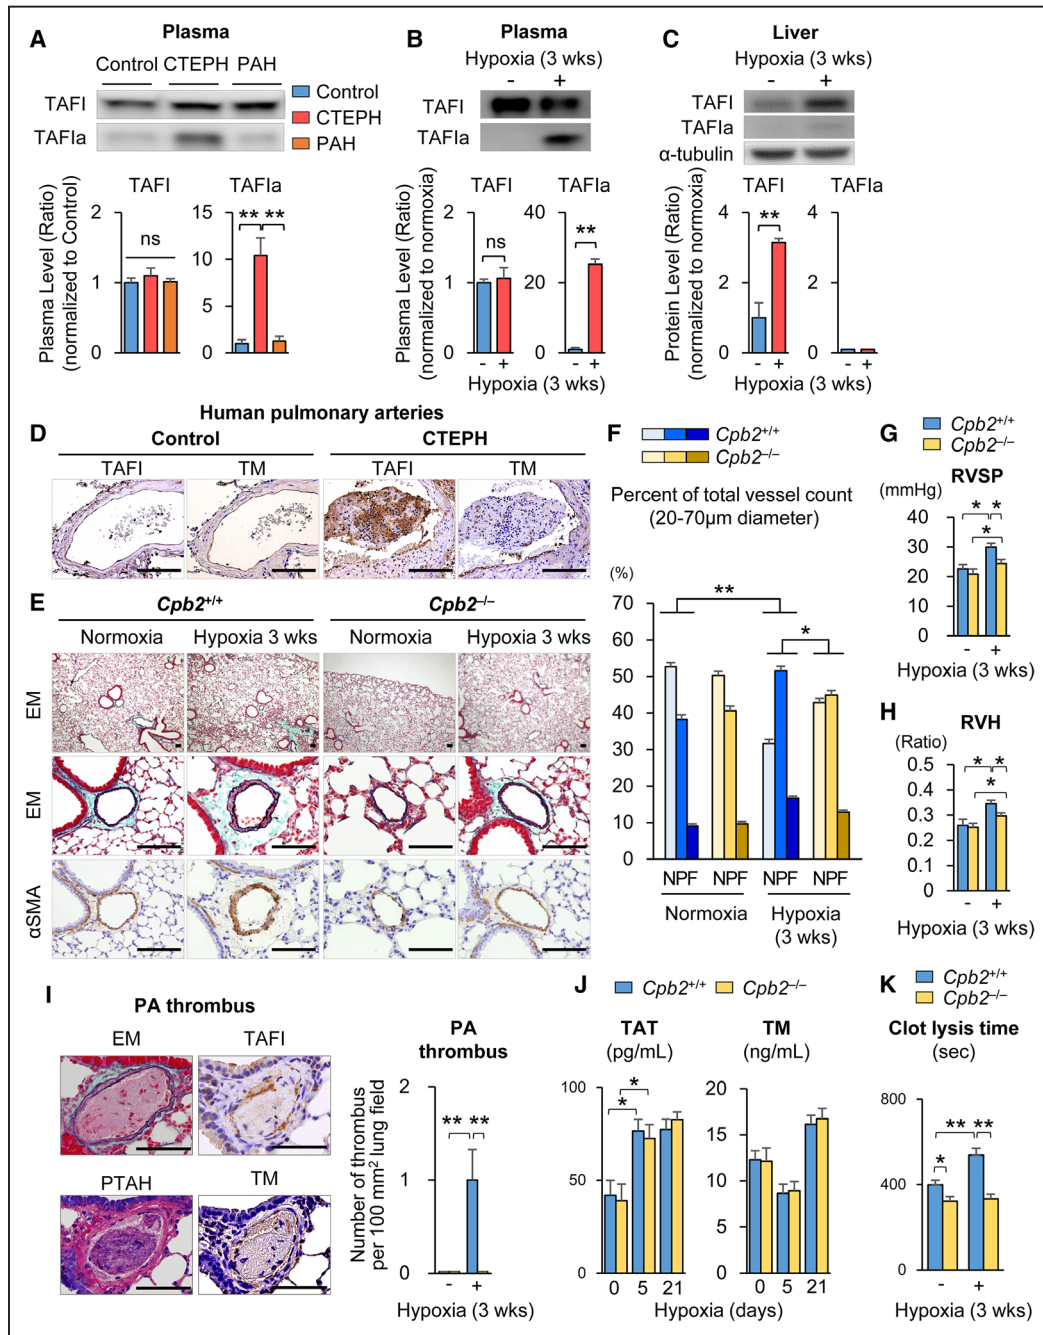 A
Plasma
Control CTEPH PAH
TAFI
TAFIa
Control
CTEPH
PAH
TAFI
TAFIa
Plasma Level (Ratio)
(normalized to Control)
2
1
0
ns
15
10
5
0
** **
B
Plasma
Hypoxia (3 wks)
- +
TAFI
TAFIa
TAFI
TAFIa
Plasma Level (Ratio)
(normalized to normoxia)
2
1
0
ns
40
20
0
**
- + - +
Hypoxia (3 wks)
C
Liver
Hypoxia (3 wks)
- +
TAFI
TAFIa
α-tubulin
TAFI
TAFIa
Protein Level (Ratio)
(normalized to normoxia)
4
2
0
**
4
2
0
- + - +
Hypoxia (3 wks)
Human pulmonary arteries
D
Control
CTEPH
TAFI TM TAFI TM
E
Cpb2+/+
Cpb2–/–
Normoxia Hypoxia 3 wks Normoxia Hypoxia 3 wks
EM
EM
αSMA
F
Cpb2+/+
Cpb2–/–
Percent of total vessel count
(20-70μm diameter)
(%)
70
60
50
40
30
20
10
0
**
*
NPF NPF NPF NPF
Normoxia
Hypoxia
(3 wks)
G
Cpb2+/+
Cpb2–/–
RVSP
(mmHg)
40
30
20
10
0
* *
*
- +
Hypoxia (3 wks)
H
RVH
(Ratio)
0.5
0.4
0.3
0.2
0.1
0
* *
*
- +
Hypoxia (3 wks)
I
PA thrombus
EM
TAFI
PTAH
TM
PA
thrombus
Number of thrombus
per 100 mm2 lung field
2
1
0
** **
- +
Hypoxia (3 wks)
J
Cpb2+/+ Cpb2–/–
TAT
(pg/mL)
100
50
0
*
*
0 5 21
TM
(ng/mL)
20
15
10
5
0
0 5 21
Hypoxia (days)
K
Cpb2+/+
Cpb2–/–
Clot lysis time
(sec)
800
400
0
** **
*
- +
Hypoxia (3 wks)